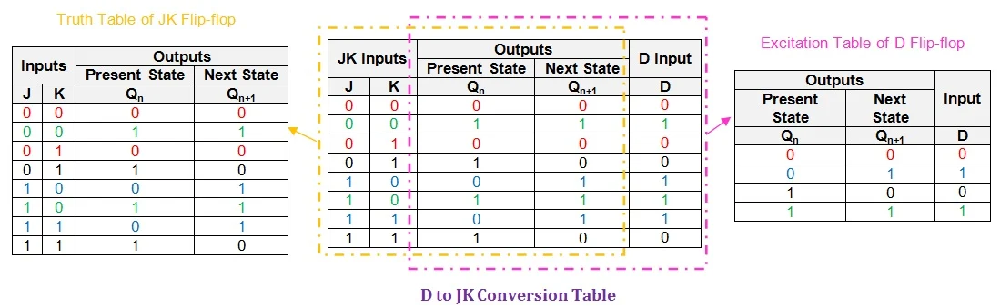 Truth Table of JK Flip-flop
Inputs Outputs
Present State Next State
J K Qn Qn+1
0 0 0 0
0 0 1 1
0 1 0 0
0 1 1 0
1 0 0 1
1 0 1 1
1 1 0 1
1 1 1 0
JK Inputs Outputs D Input
Present State Next State
J K Qn Qn+1 D
0 0 0 0 0
0 0 1 1 1
0 1 0 0 0
0 1 1 0 0
1 0 0 1 1
1 0 1 1 1
1 1 0 1 1
1 1 1 0 0
Excitation Table of D Flip-flop
Outputs Input
Present State Next State
Qn Qn+1 D
0 0 0
0 1 1
1 0 0
1 1 1
D to JK Conversion Table